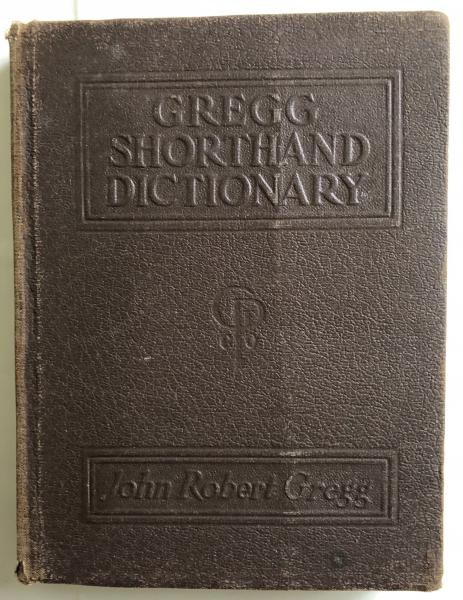 GREGG
SHORTHAND
DICTIONARY
John Robert Gregg